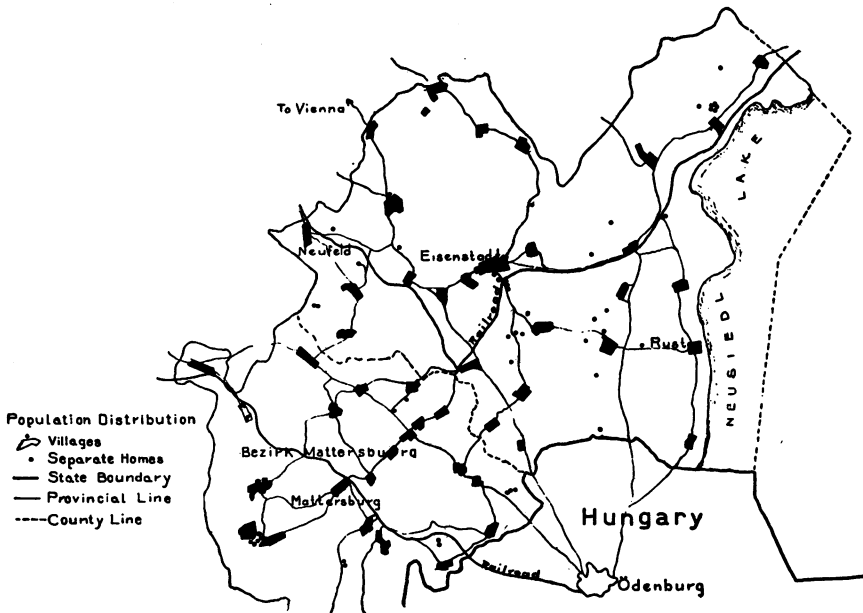 To Vienna
LAKE
Neufeld
Eisenstadt
Railroad
NEUSIEDL
Rust
Population Distribution
Villages
Separate Homes
State Boundary
Provincial Line
County Line
Bezirk Mattersbuurg
Mattersburg
Hungary
Railroad
Ödenburg